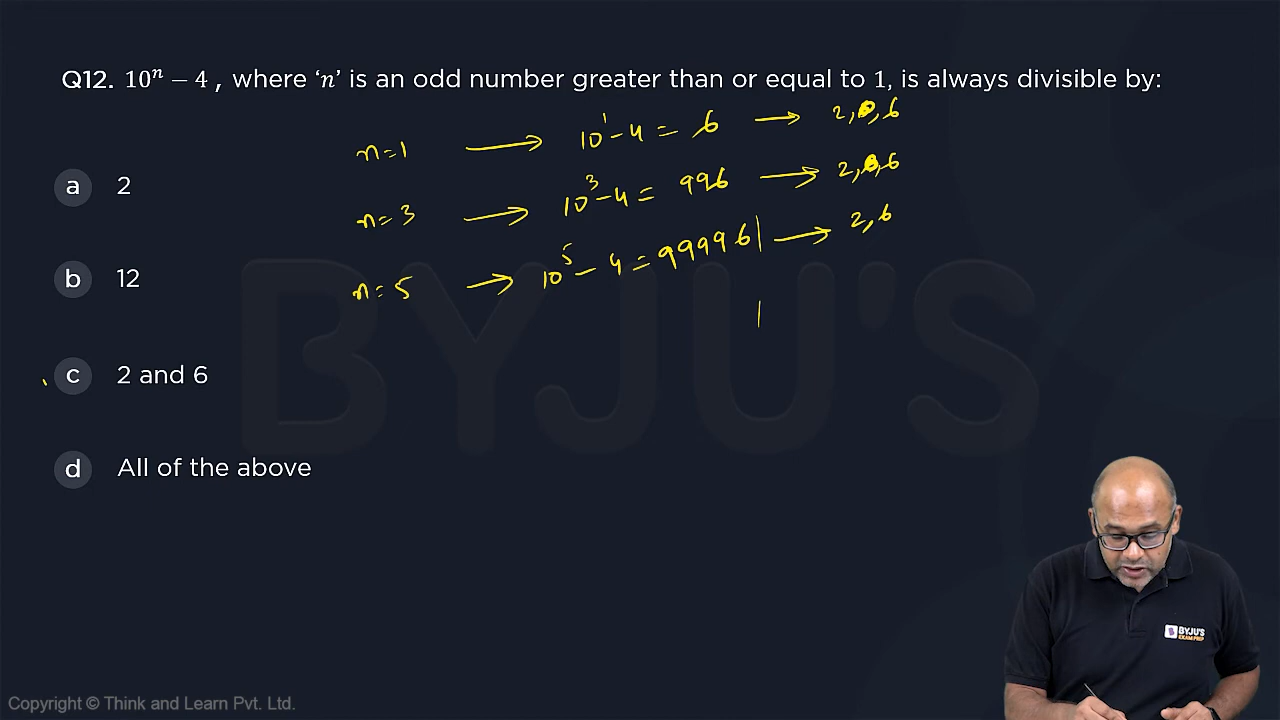 Q12. 10ⁿ – 4 , where ‘n’ is an odd number greater than or equal to 1, is always divisible by:
n=1 → 10¹-4 = 6 → 2, , 6
a 2
n=3 → 10³-4 = 996 → 2, , 6
n=5 → 10⁵-4 = 99996 → 2,6
b 12
c 2 and 6
d All of the above
BYJU'S
BYJU'S
EXAM PREP
Copyright © Think and Learn Pvt. Ltd.